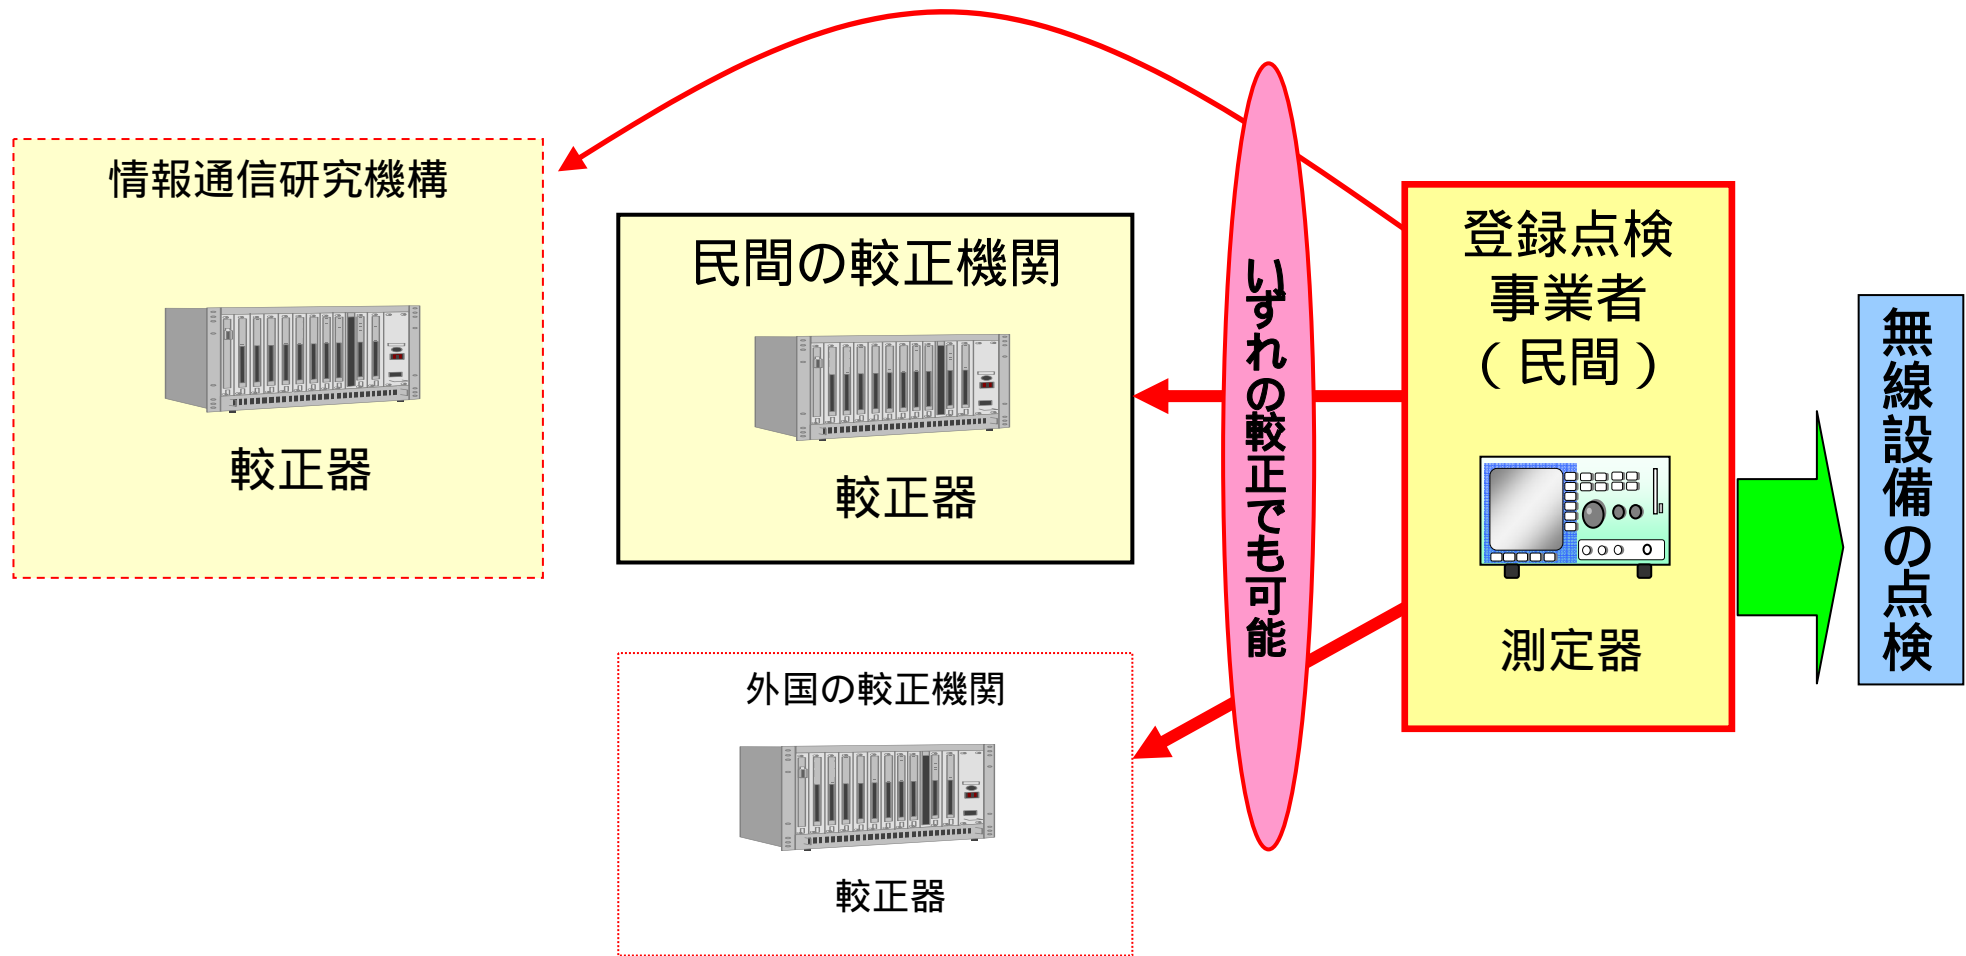 情報通信研究機構
較正器
民間の較正機関
較正器
外国の較正機関
較正器
いずれの較正でも可能
登録点検
事業者
（民間）
測定器
無線設備の点検